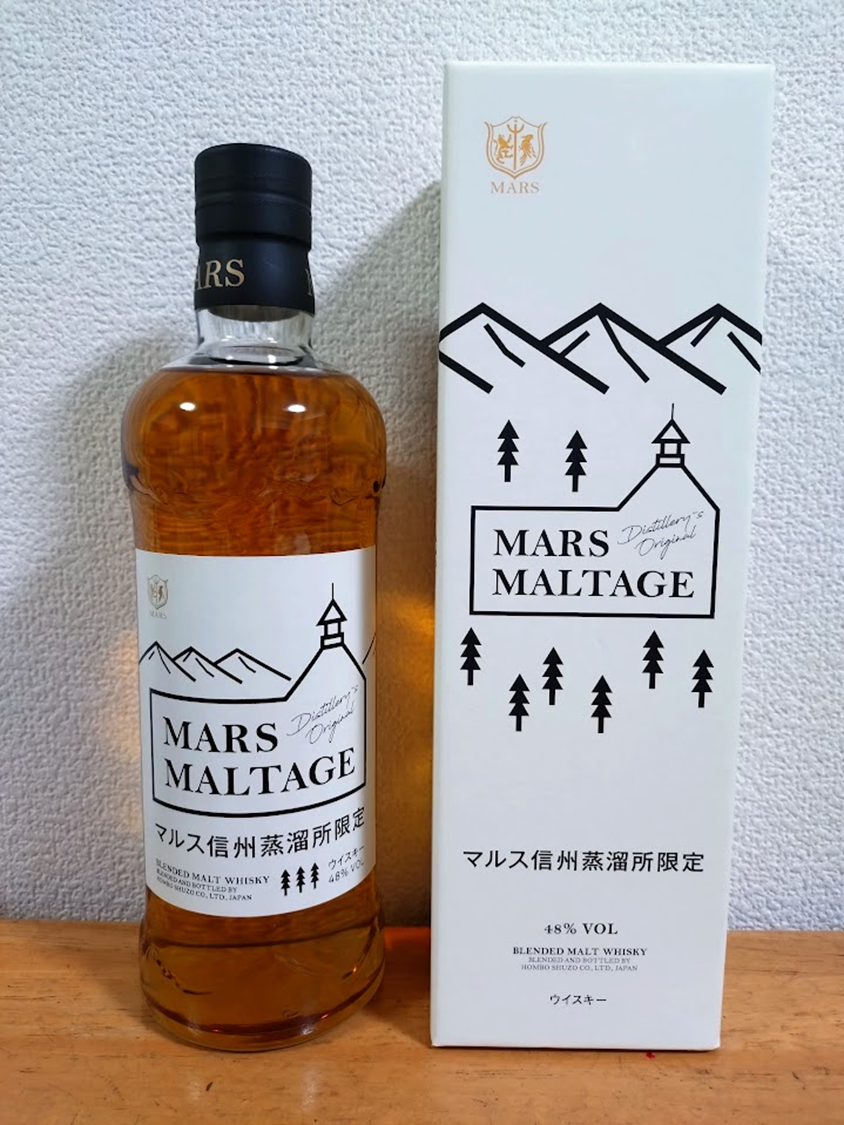 ARS
MARS
MARS
MALTAGE
Distillery's
Original
マルス信州蒸溜所限定
BLENDED MALT WHISKY
BLENDED AND BOTTLED BY
HOMBO SHUZO CO., LTD., JAPAN
ウイスキー
48% VOL
MARS
MARS
MALTAGE
Distillery's
Original
マルス信州蒸溜所限定
48% VOL
BLENDED MALT WHISKY
BLENDED AND BOTTLED BY
HOMBO SHUZO CO., LTD., JAPAN
ウイスキー